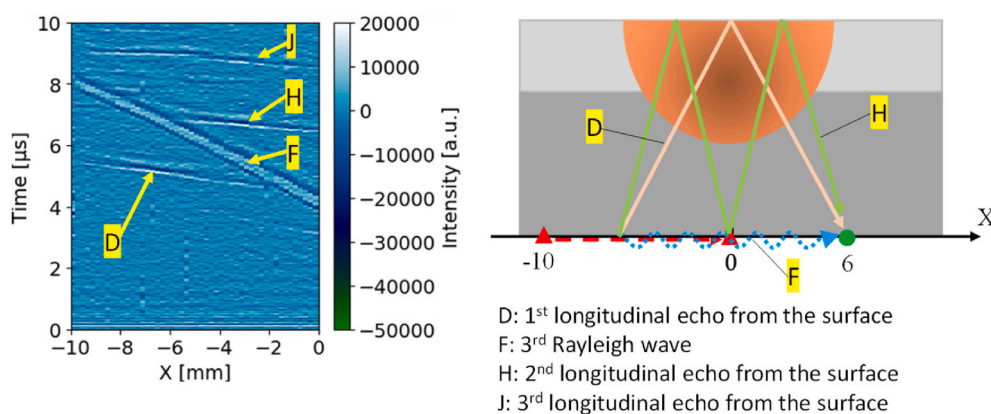 10
8
6
4
2
0
Time [µs]
-10
-8
-6
-4
-2
0
X [mm]
J
H
F
D
20000
10000
0
−10000
−20000
−30000
−40000
−50000
Intensity [a.u.]
D
H
X
-10
0
6
F
D: 1st longitudinal echo from the surface
F: 3rd Rayleigh wave
H: 2nd longitudinal echo from the surface
J: 3rd longitudinal echo from the surface